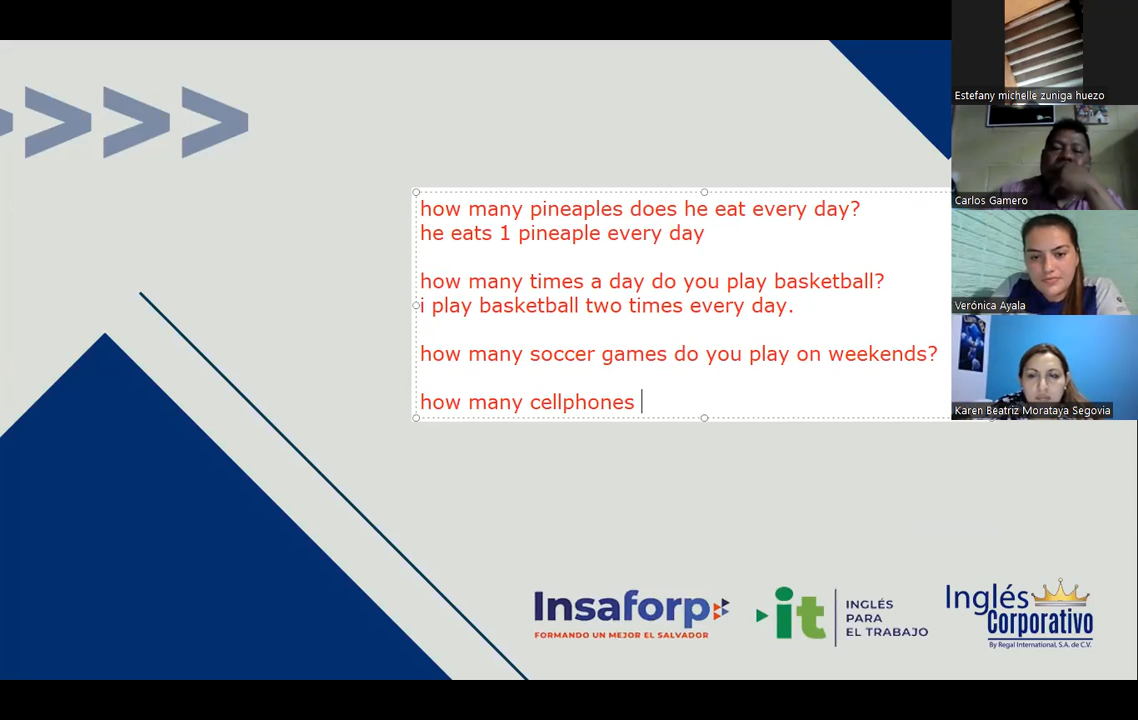 how many pineaples does he eat every day?
he eats 1 pineaple every day
how many times a day do you play basketball?
i play basketball two times every day.
how many soccer games do you play on weekends?
how many cellphones
Estefany michelle zuniga huezo
Carlos Gamero
Verónica Ayala
Karen Beatriz Morataya Segovia
Insaforp
FORMANDO UN MEJOR EL SALVADOR
it
INGLÉS
PARA
EL TRABAJO
Inglés
Corporativo
By Regal International, S.A. de C.V.